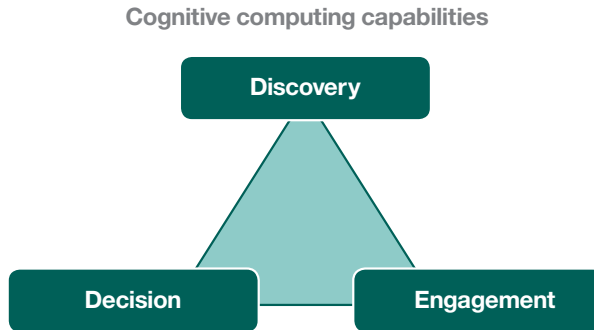 Cognitive computing capabilities
Discovery
Decision
Engagement